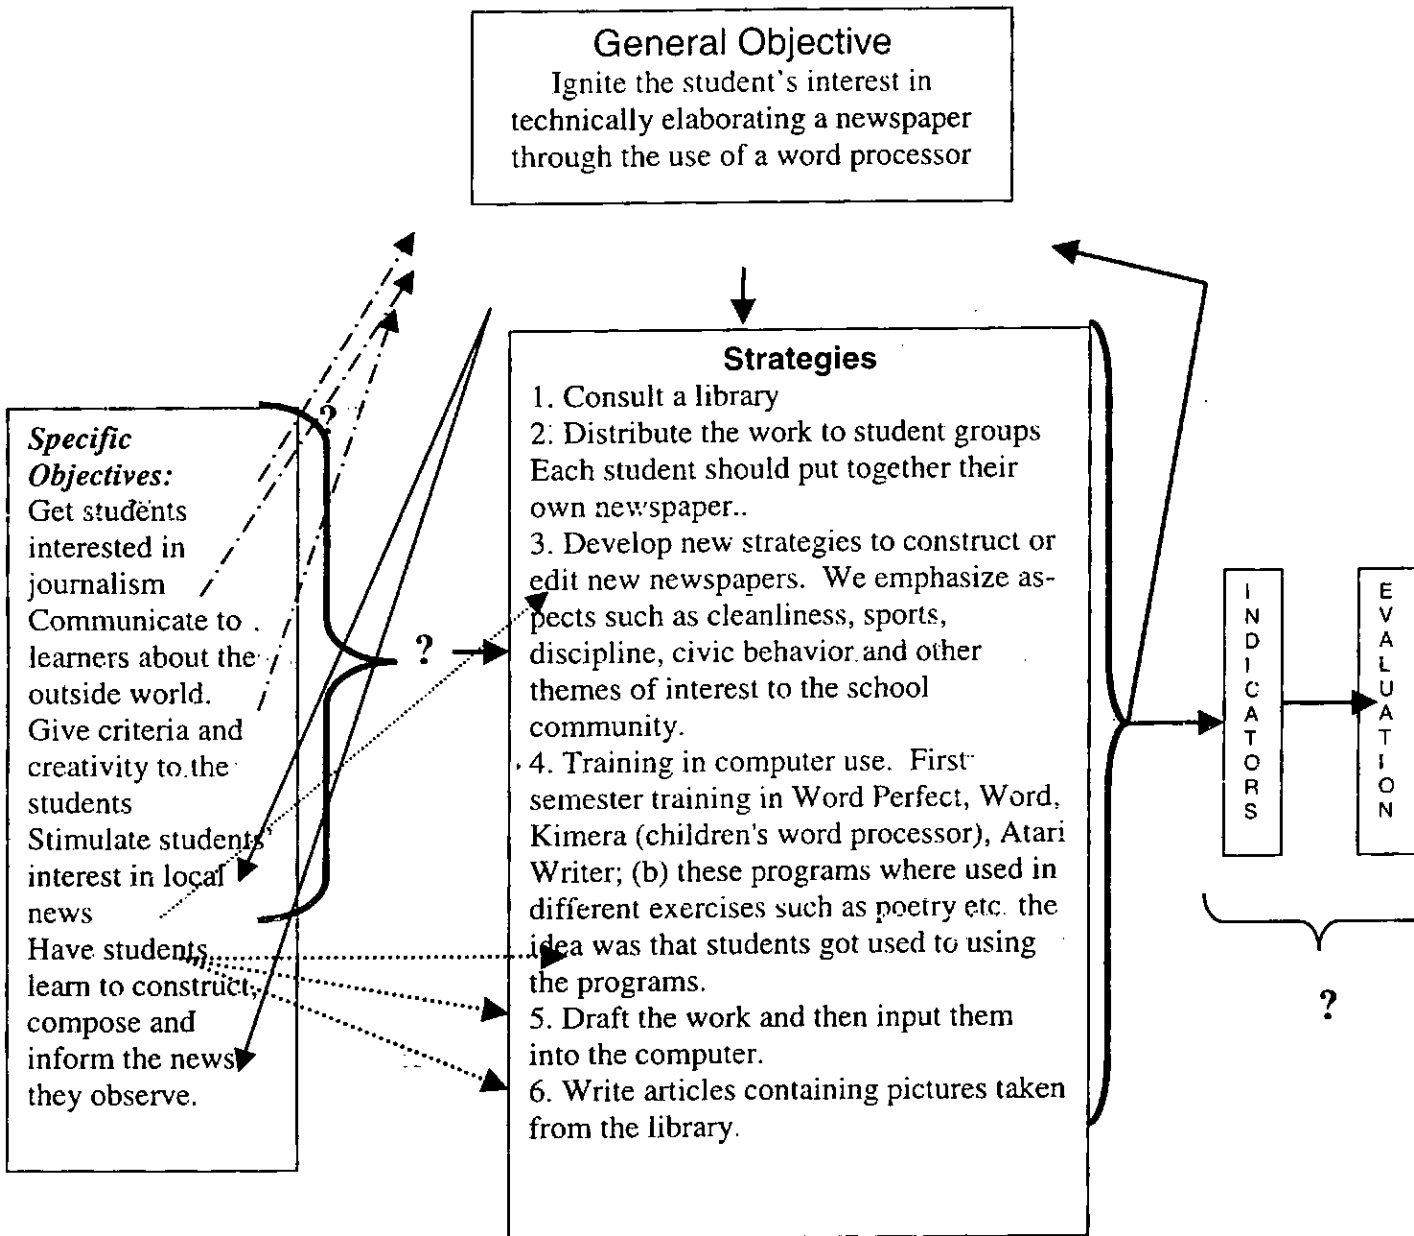 General Objective
Ignite the student's interest in
technically elaborating a newspaper
through the use of a word processor
?
Specific
Objectives:
Get students
interested in
journalism
Communicate to
learners about the
outside world.
Give criteria and
creativity to the
students
Stimulate students'
interest in local
news
Have students
learn to construct,
compose and
inform the news
they observe.
?
Strategies
1. Consult a library
2. Distribute the work to student groups
Each student should put together their
own newspaper..
3. Develop new strategies to construct or
edit new newspapers. We emphasize as-
pects such as cleanliness, sports,
discipline, civic behavior and other
themes of interest to the school
community.
4. Training in computer use. First
semester training in Word Perfect, Word,
Kimera (children's word processor), Atari
Writer; (b) these programs where used in
different exercises such as poetry etc. the
idea was that students got used to using
the programs.
5. Draft the work and then input them
into the computer.
6. Write articles containing pictures taken
from the library.
INDICATORS
EVALUATION
?